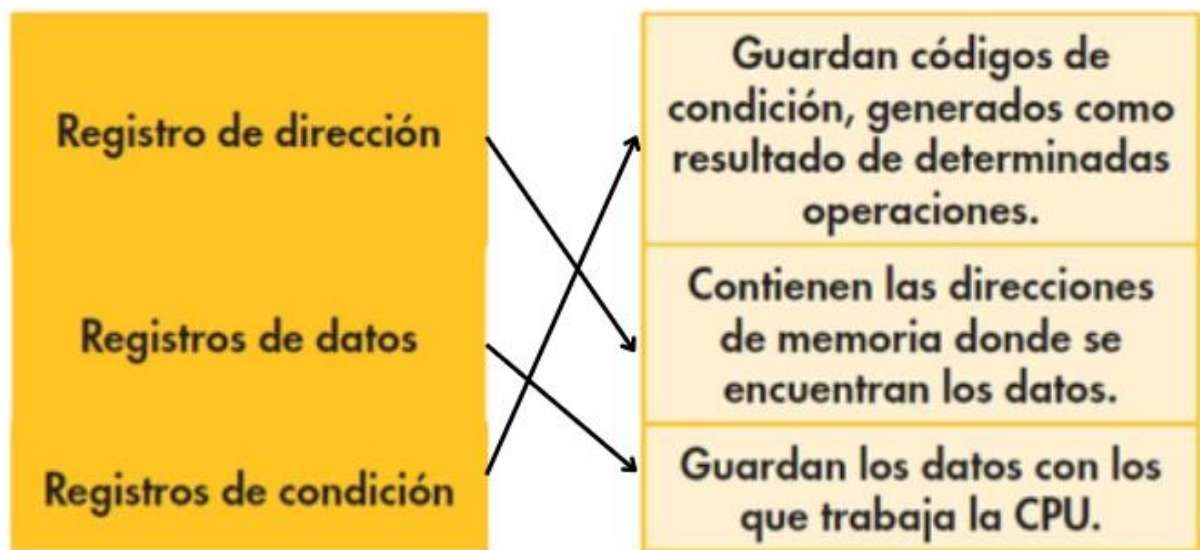 Registro de dirección
Registros de datos
Registros de condición
Guardan códigos de
condición, generados como
resultado de determinadas
operaciones.
Contienen las direcciones
de memoria donde se
encuentran los datos.
Guardan los datos con los
que trabaja la CPU.